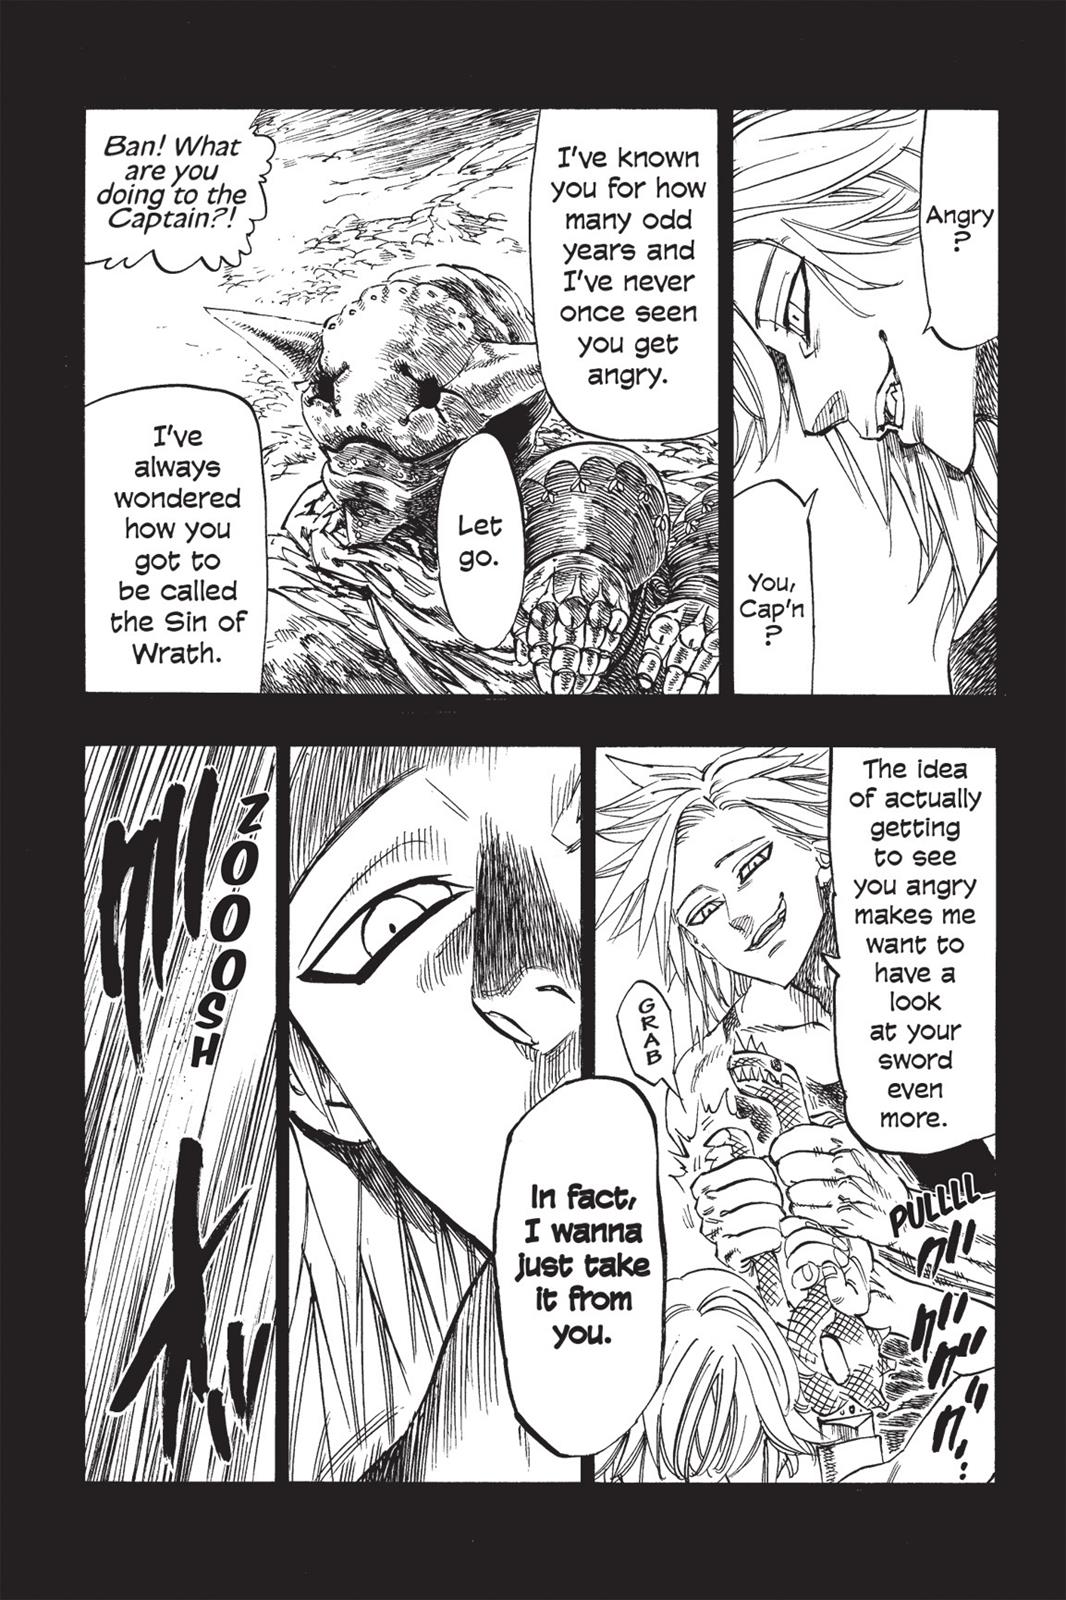 Angry
?
You,
Cap'n
?
I've known
you for how
many odd
years and
I've never
once seen
you get
angry.
Let
go.
Ban! What
are you
doing to the
Captain?!
I've
always
wondered
how you
got to
be called
the Sin of
Wrath.
The idea
of actually
getting
to see
you angry
makes me
want to
have a
look
at your
sword
even
more.
GRAB
PULLLL
In fact,
I wanna
just take
it from
you.
ZOOOSH